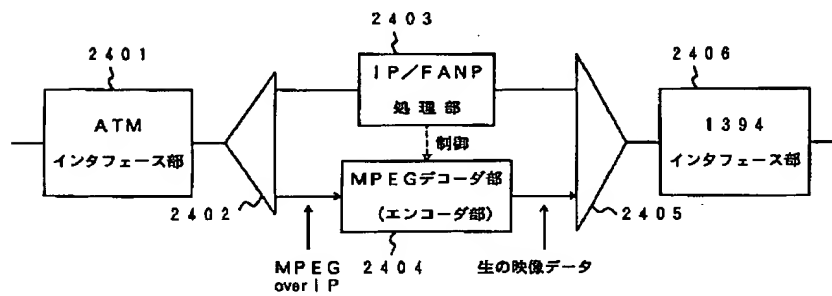 2401
ATM
インタフェース部
2402
2403
IP/FANP
処理部
制御
MPEGデコーダ部
(エンコーダ部)
2404
MPEG
over IP
生の映像データ
2405
2406
1394
インタフェース部